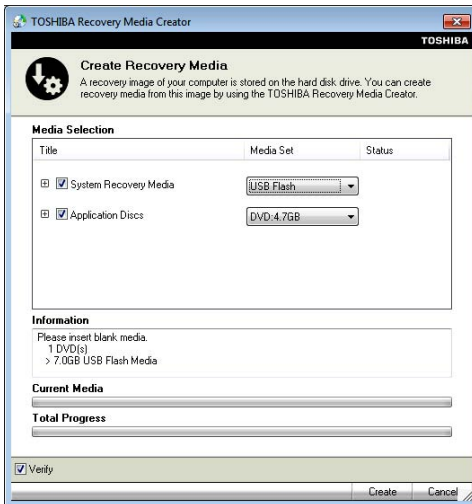 TOSHIBA Recovery Media Creator
TOSHIBA
Create Recovery Media
A recovery image of your computer is stored on the hard disk drive. You can create
recovery media from this image by using the TOSHIBA Recovery Media Creator.
Media Selection
Title Media Set Status
System Recovery Media USB Flash
Application Discs DVD:4.7GB
Information
Please insert blank media.
1 DVD(s)
> 7.0GB USB Flash Media
Current Media
Total Progress
Verify
Create Cancel